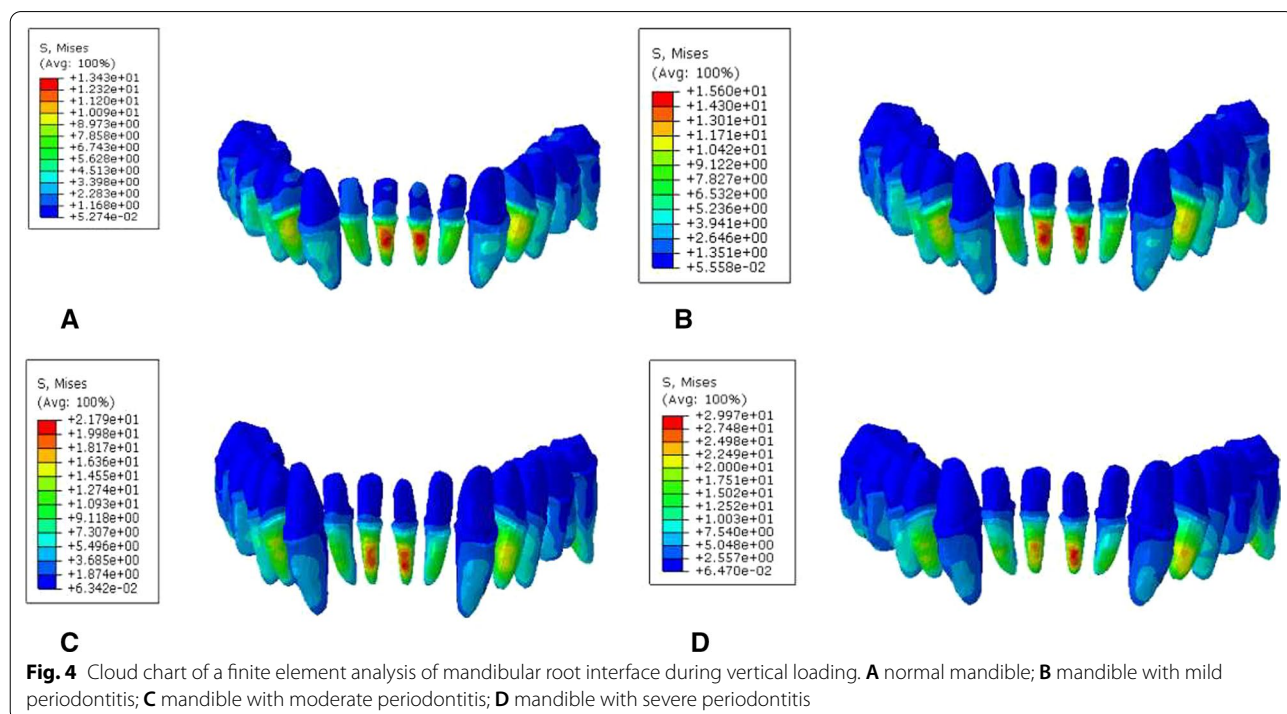 S, Mises
(Avg: 100%)
+1.343e+01
+1.232e+01
+1.120e+01
+1.009e+01
+8.973e+00
+7.858e+00
+6.743e+00
+5.628e+00
+4.513e+00
+3.398e+00
+2.283e+00
+1.168e+00
+5.274e-02
A
S, Mises
(Avg: 100%)
+1.560e+01
+1.430e+01
+1.301e+01
+1.171e+01
+1.042e+01
+9.122e+00
+7.827e+00
+6.532e+00
+5.236e+00
+3.941e+00
+2.646e+00
+1.351e+00
+5.558e-02
B
S, Mises
(Avg: 100%)
+2.179e+01
+1.998e+01
+1.817e+01
+1.636e+01
+1.455e+01
+1.274e+01
+1.093e+01
+9.118e+00
+7.307e+00
+5.496e+00
+3.685e+00
+1.874e+00
+6.342e-02
C
S, Mises
(Avg: 100%)
+2.997e+01
+2.748e+01
+2.498e+01
+2.249e+01
+2.000e+01
+1.751e+01
+1.502e+01
+1.252e+01
+1.003e+01
+7.540e+00
+5.048e+00
+2.557e+00
+6.470e-02
D
Fig. 4 Cloud chart of a finite element analysis of mandibular root interface during vertical loading. A normal mandible; B mandible with mild
periodontitis; C mandible with moderate periodontitis; D mandible with severe periodontitis